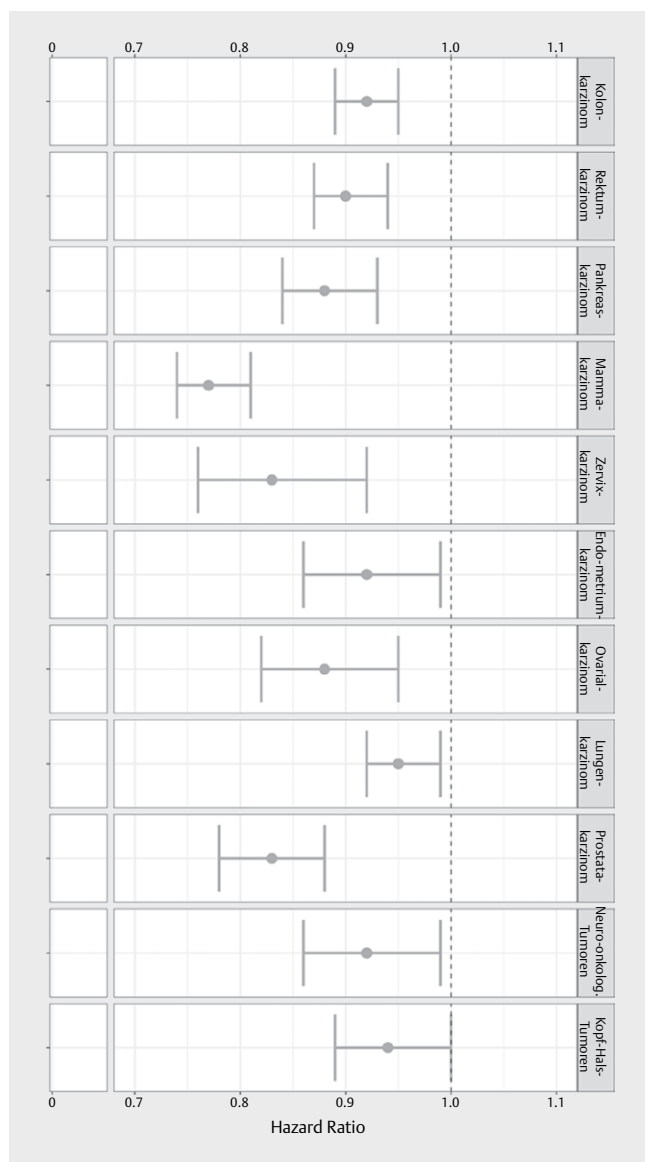 0 0.7 0.8 0.9 1.0 1.1
Kolon-
karzinom
Rektum-
karzinom
Pankreas-
karzinom
Mamma-
karzinom
Zervix-
karzinom
Endo-metrium-
karzinom
Ovarial-
karzinom
Lungen-
karzinom
Prostata-
karzinom
Neuro-onkolog.
Tumoren
Kopf-Hals-
Tumoren
0 0.7 0.8 0.9 1.0 1.1
Hazard Ratio